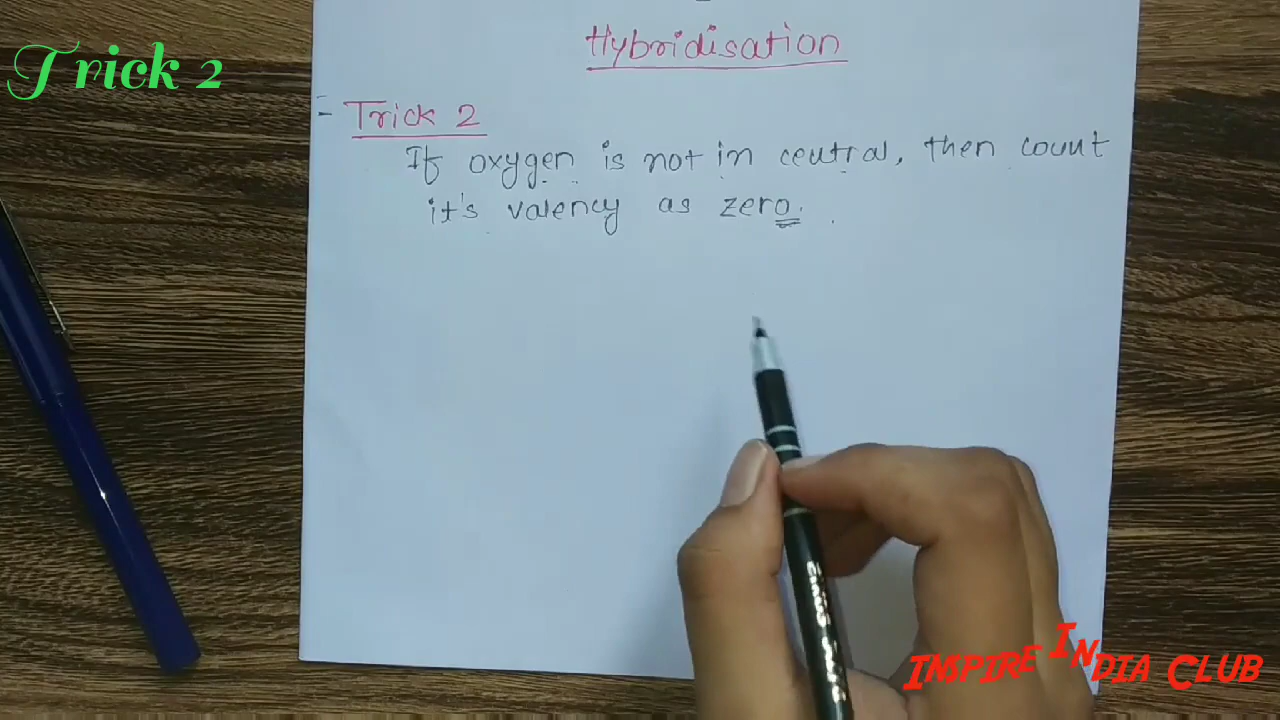 Trick 2
Hybridisation
- Trick 2
If oxygen is not in central, then count
it's valency as zero.
INSPIRE INDIA CLUB